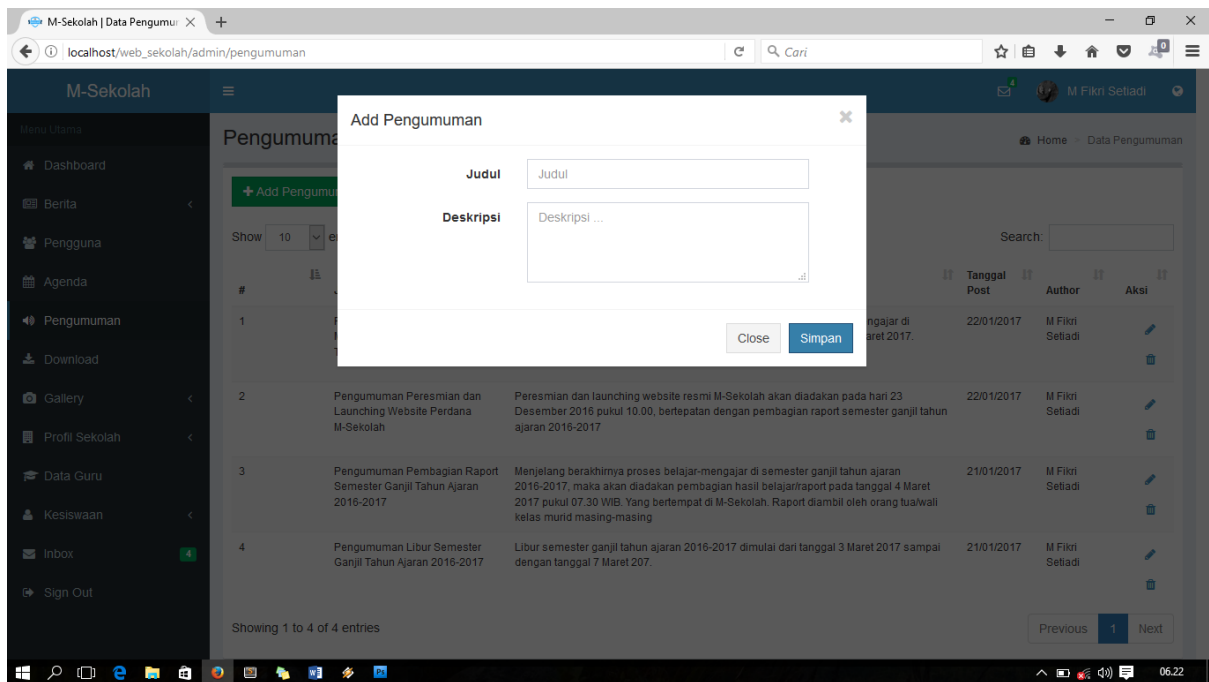 M-Sekolah | Data Pengumur
localhost/web_sekolah/admin/pengumuman
Cari
0
M-Sekolah
4
M Fikri Setiadi
Menu Utama
Dashboard
Berita
Pengguna
Agenda
Pengumuman
Download
Gallery
Profil Sekolah
Data Guru
Kesiswaan
Inbox 4
Sign Out
Pengumuma
Home
Data Pengumuman
+ Add Pengumu
Add Pengumuman
Judul
Judul
Deskripsi
Deskripsi ...
Close
Simpan
Show 10
Search:
#
Tanggal Post
Author
Aksi
1
ngajar di
aret 2017.
22/01/2017
M Fikri
Setiadi
2
Pengumuman Peresmian dan
Launching Website Perdana
M-Sekolah
Peresmian dan launching website resmi M-Sekolah akan diadakan pada hari 23
Desember 2016 pukul 10.00, bertepatan dengan pembagian raport semester ganjil tahun
ajaran 2016-2017
22/01/2017
M Fikri
Setiadi
3
Pengumuman Pembagian Raport
Semester Ganjil Tahun Ajaran
2016-2017
Menjelang berakhirnya proses belajar-mengajar di semester ganjil tahun ajaran
2016-2017, maka akan diadakan pembagian hasil belajar/raport pada tanggal 4 Maret
2017 pukul 07.30 WIB. Yang bertempat di M-Sekolah. Raport diambil oleh orang tua/wali
kelas murid masing-masing
21/01/2017
M Fikri
Setiadi
4
Pengumuman Libur Semester
Ganjil Tahun Ajaran 2016-2017
Libur semester ganjil tahun ajaran 2016-2017 dimulai dari tanggal 3 Maret 2017 sampai
dengan tanggal 7 Maret 207.
21/01/2017
M Fikri
Setiadi
Showing 1 to 4 of 4 entries
Previous
1
Next
06.22